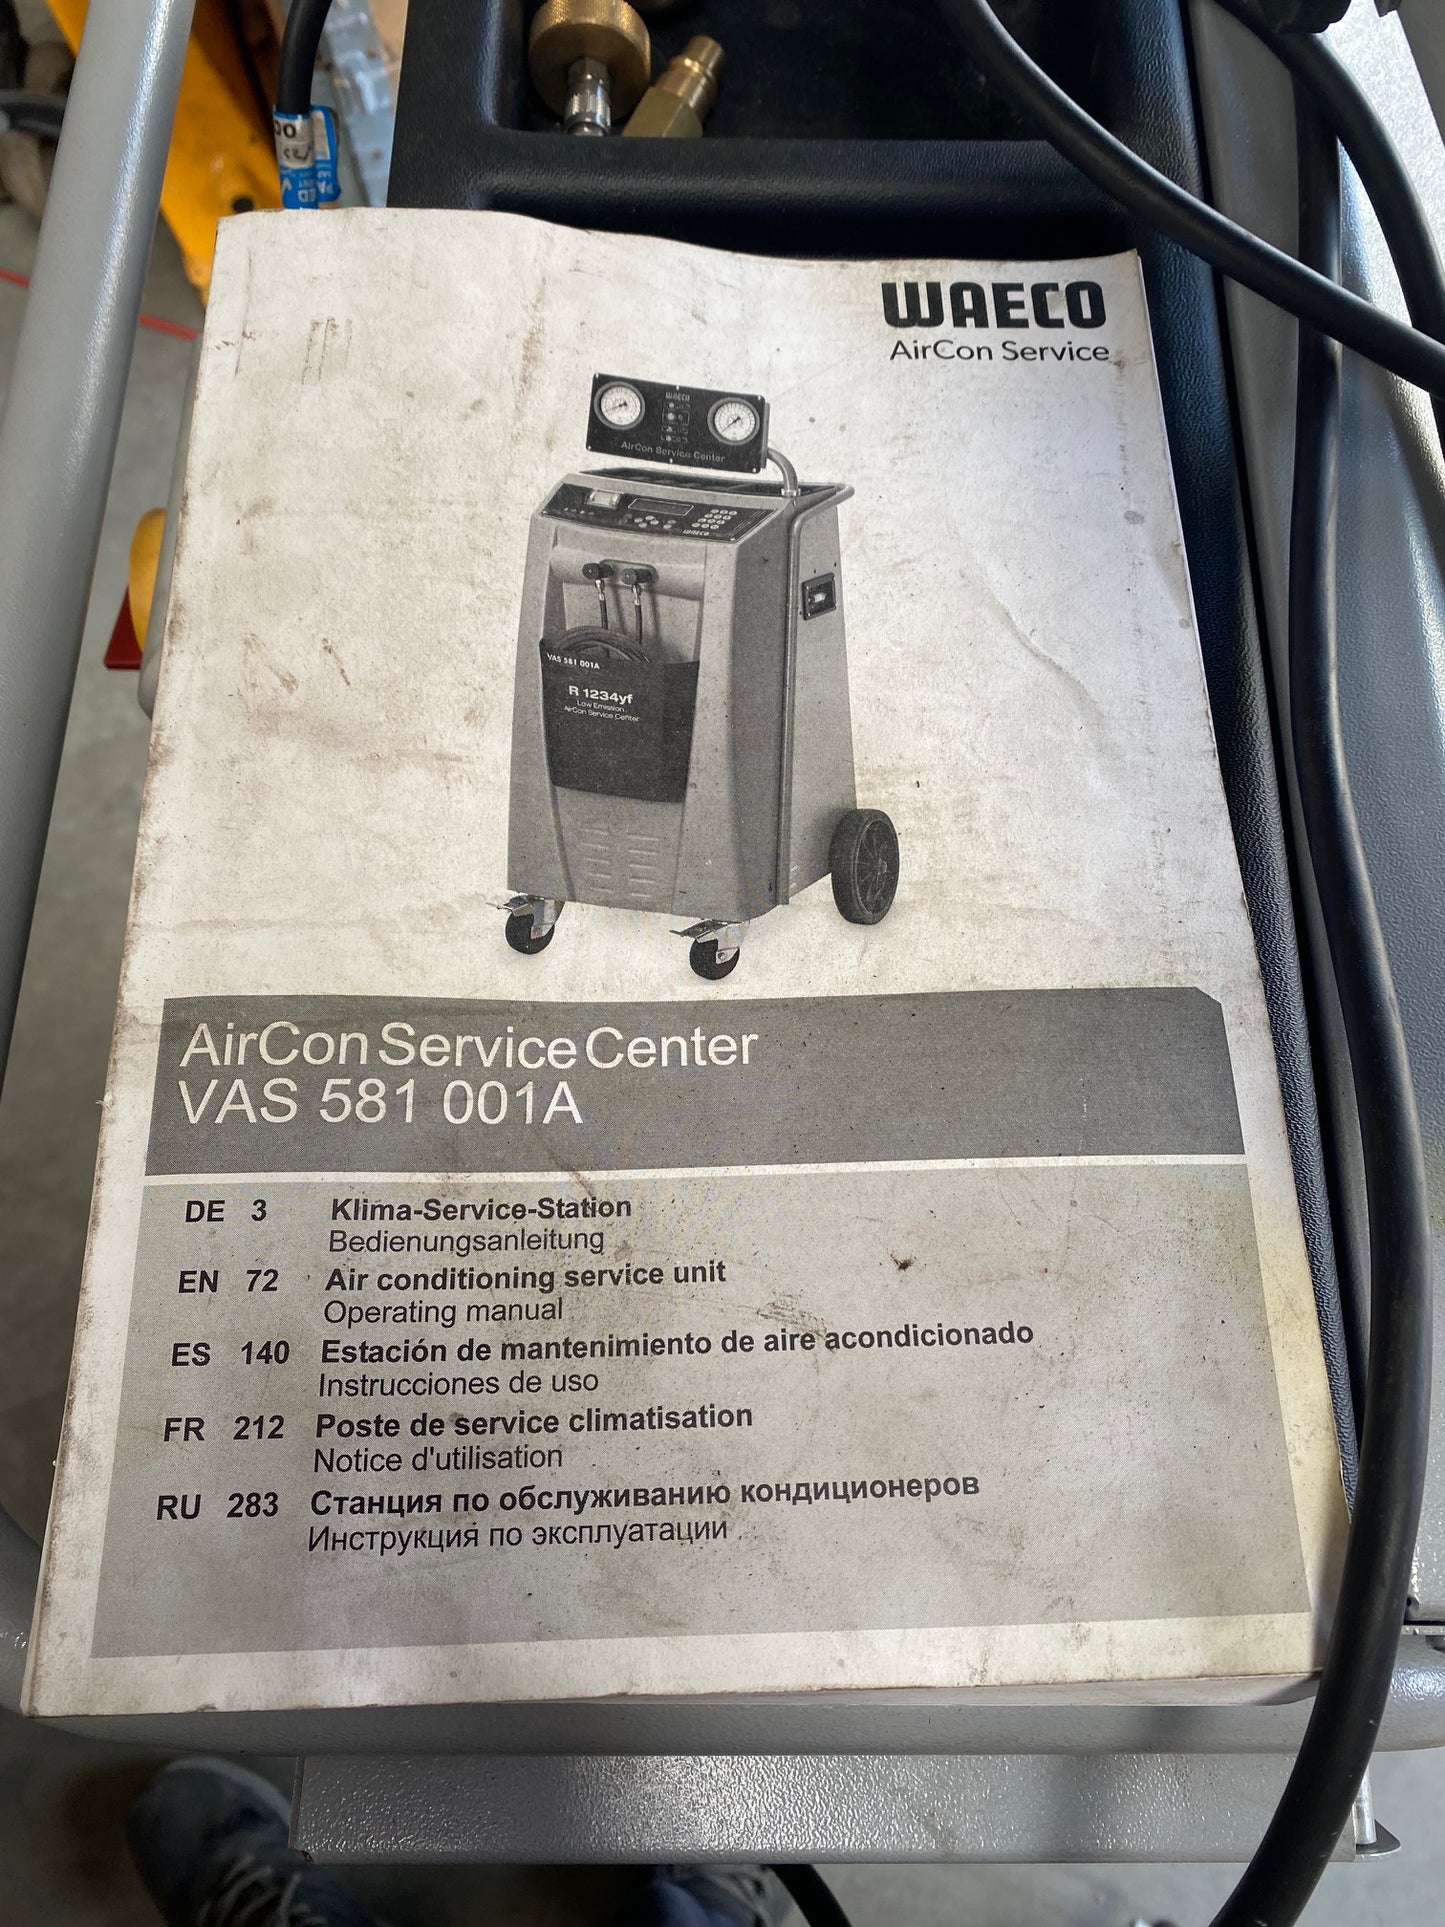 WAECO
AirCon Service
WAECO
AirCon Service Center
WAECO
VAS 581 001A
R 1234yf
Low Emission
AirCon Service Center
AirCon Service Center
VAS 581 001A
DE 3 Klima-Service-Station
Bedienungsanleitung
EN 72 Air conditioning service unit
Operating manual
ES 140 Estación de mantenimiento de aire acondicionado
Instrucciones de uso
FR 212 Poste de service climatisation
Notice d'utilisation
RU 283 Станция по обслуживанию кондиционеров
Инструкция по эксплуатации